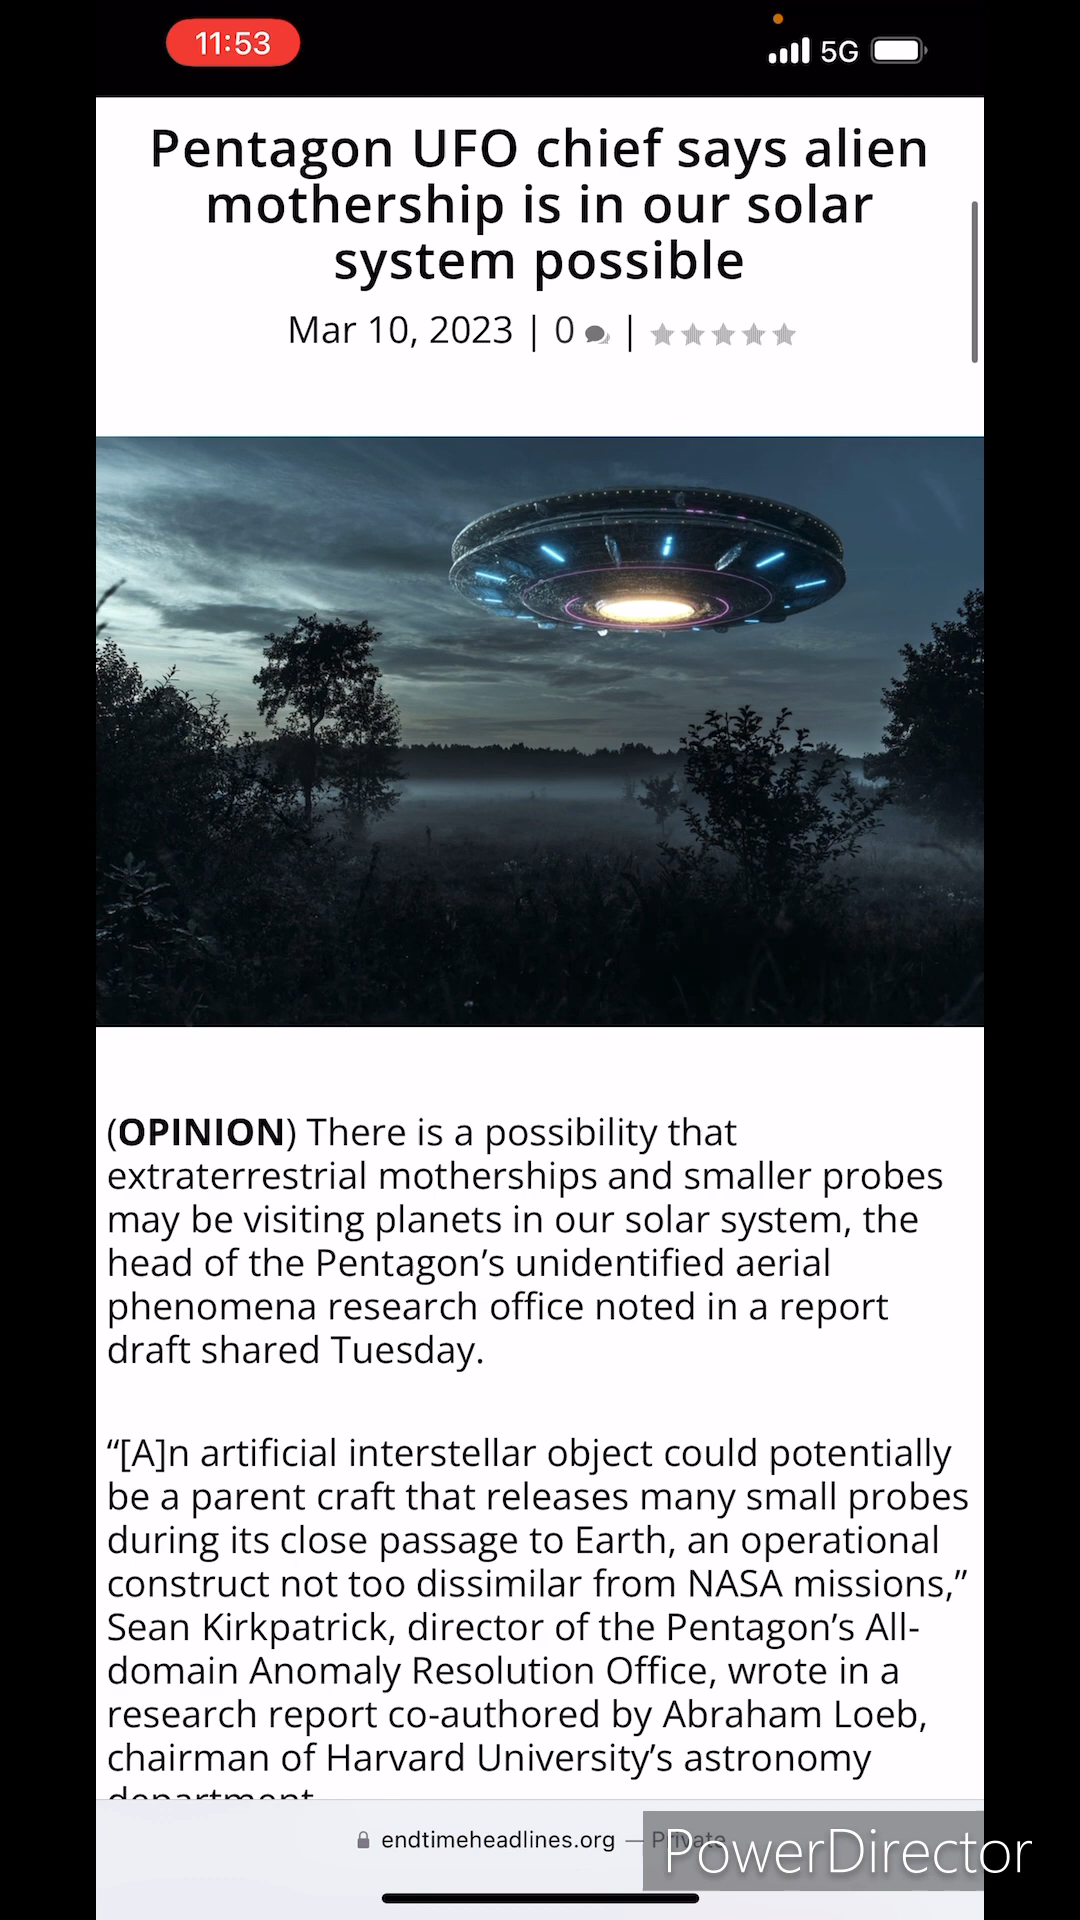 11:53
5G
Pentagon UFO chief says alien
mothership is in our solar
system possible
Mar 10, 2023 | 0 |
(OPINION) There is a possibility that
extraterrestrial motherships and smaller probes
may be visiting planets in our solar system, the
head of the Pentagon’s unidentified aerial
phenomena research office noted in a report
draft shared Tuesday.
“[A]n artificial interstellar object could potentially
be a parent craft that releases many small probes
during its close passage to Earth, an operational
construct not too dissimilar from NASA missions,”
Sean Kirkpatrick, director of the Pentagon’s All-
domain Anomaly Resolution Office, wrote in a
research report co-authored by Abraham Loeb,
chairman of Harvard University’s astronomy
department
endtimeheadlines.org — Private
PowerDirector